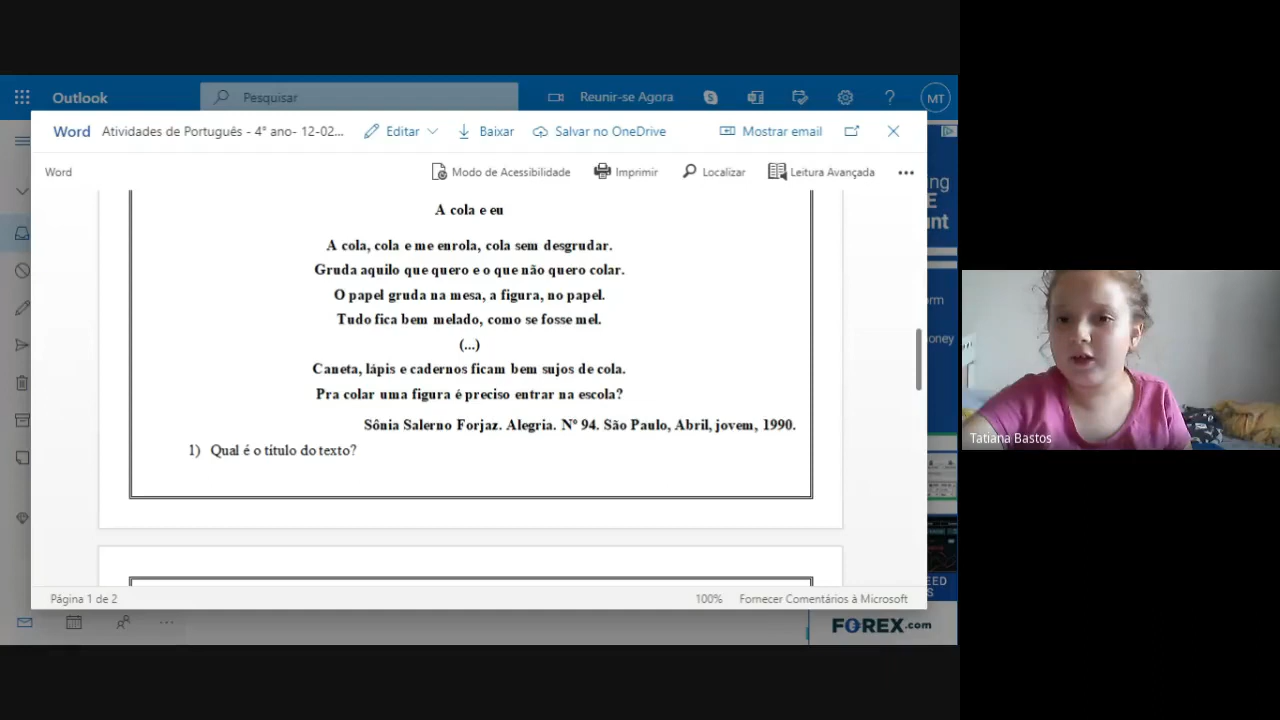 Outlook
Pesquisar
Reunir-se Agora
MT
Word
Atividades de Português - 4° ano- 12-02...
Editar
Baixar
Salvar no OneDrive
Mostrar email
Word
Modo de Acessibilidade
Imprimir
Localizar
Leitura Avançada
A cola e eu
A cola, cola e me enrola, cola sem desgrudar.
Gruda aquilo que quero e o que não quero colar.
O papel gruda na mesa, a figura, no papel.
Tudo fica bem melado, como se fosse mel.
(...)
Caneta, lápis e cadernos ficam bem sujos de cola.
Pra colar uma figura é preciso entrar na escola?
Sônia Salerno Forjaz. Alegria. Nº 94. São Paulo, Abril, jovem, 1990.
1) Qual é o título do texto?
Página 1 de 2
100%
Fornecer Comentários à Microsoft
FOREX.com
Tatiana Bastos